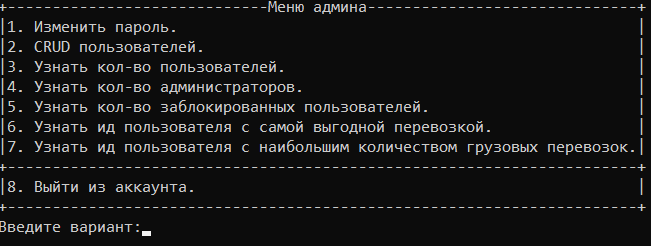 +-----------------------------Меню админа------------------------------+
|1. Изменить пароль. |
|2. CRUD пользователей. |
|3. Узнать кол-во пользователей. |
|4. Узнать кол-во администраторов. |
|5. Узнать кол-во заблокированных пользователей. |
|6. Узнать ид пользователя с самой выгодной перевозкой. |
|7. Узнать ид пользователя с наибольшим количеством грузовых перевозок.|
+----------------------------------------------------------------------+
|8. Выйти из аккаунта. |
+----------------------------------------------------------------------+
Введите вариант: